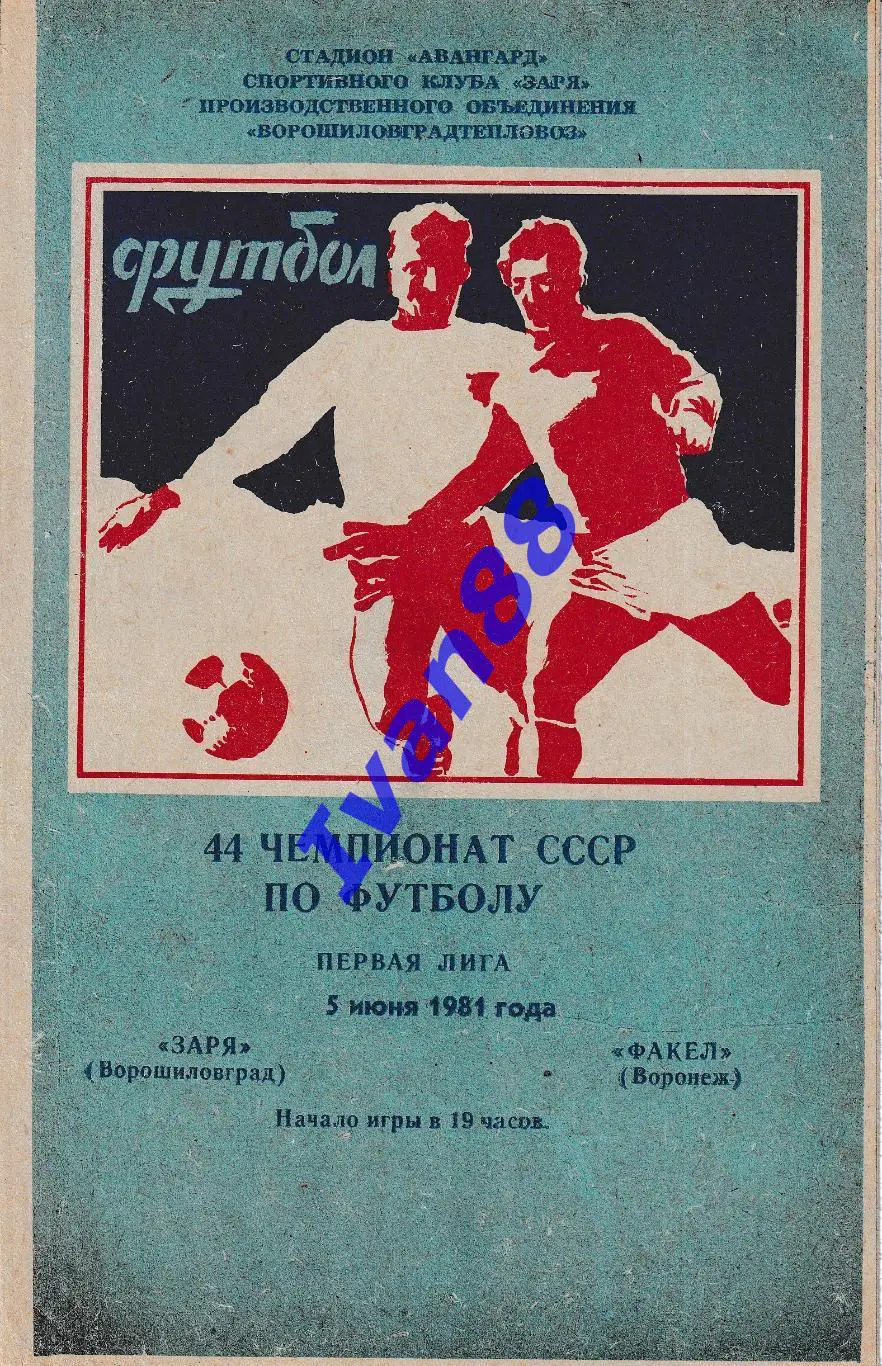 СТАДИОН «АВАНГАРД»
СПОРТИВНОГО КЛУБА «ЗАРЯ»
ПРОИЗВОДСТВЕННОГО ОБЪЕДИНЕНИЯ
«ВОРОШИЛОВГРАДТЕПЛОВОЗ»
футбол
Ivan88
44 ЧЕМПИОНАТ СССР
ПО ФУТБОЛУ
ПЕРВАЯ ЛИГА
5 июня 1981 года
«ЗАРЯ» «ФАКЕЛ»
(Ворошиловград) (Воронеж)
Начало игры в 19 часов.